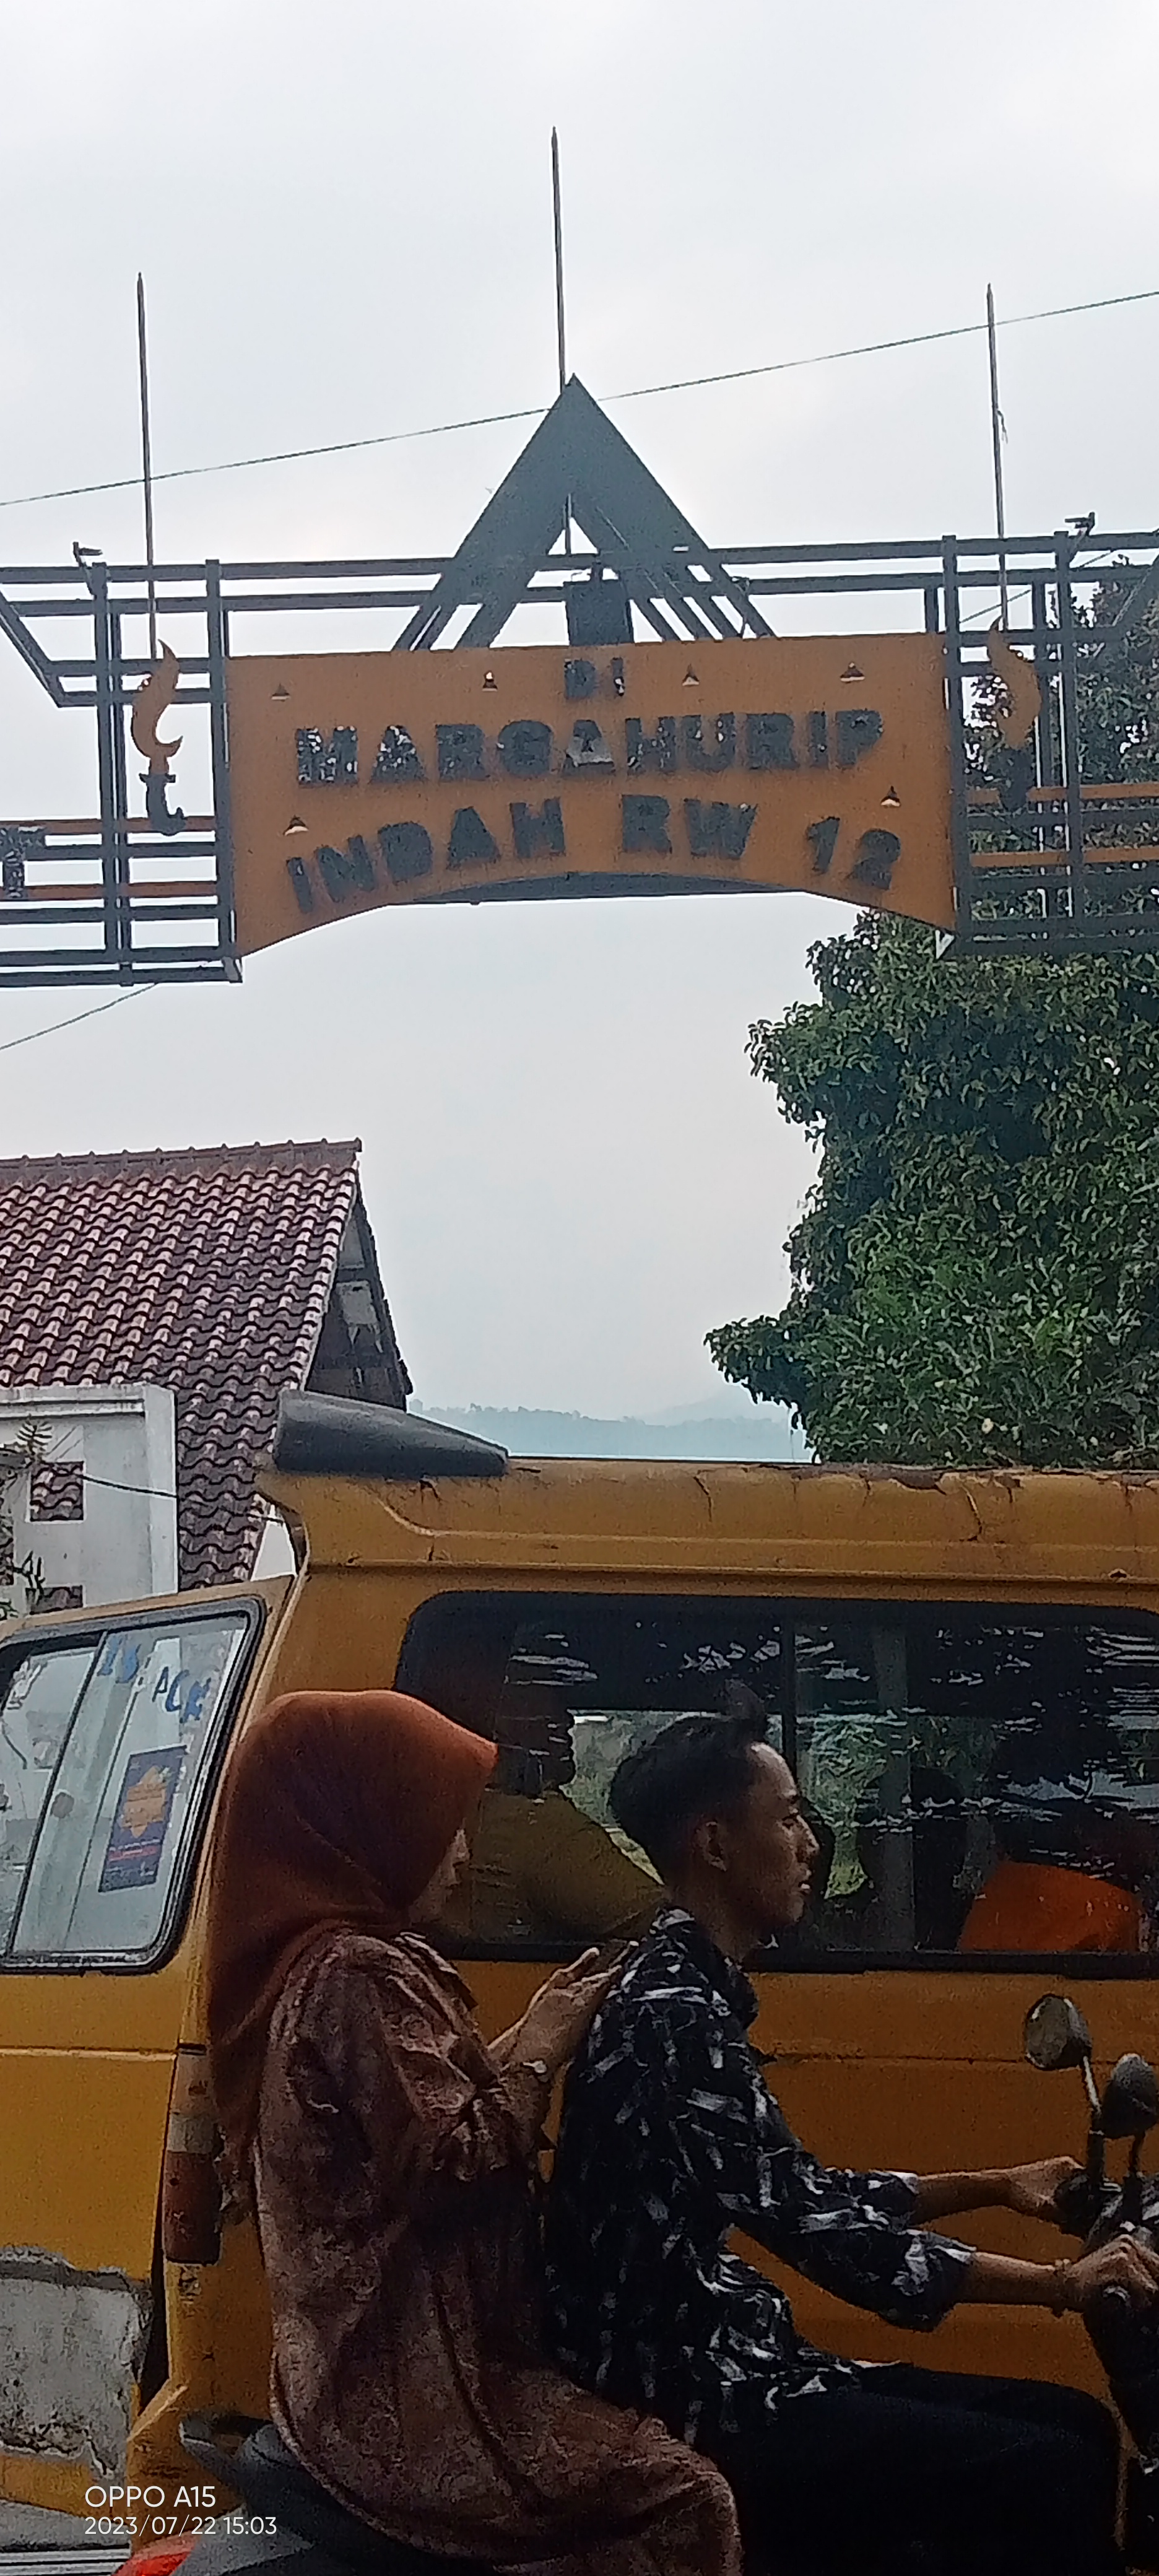 DI
MARGAHURIP
INDAH RW 12
OPPO A15
2023/07/22 15:03